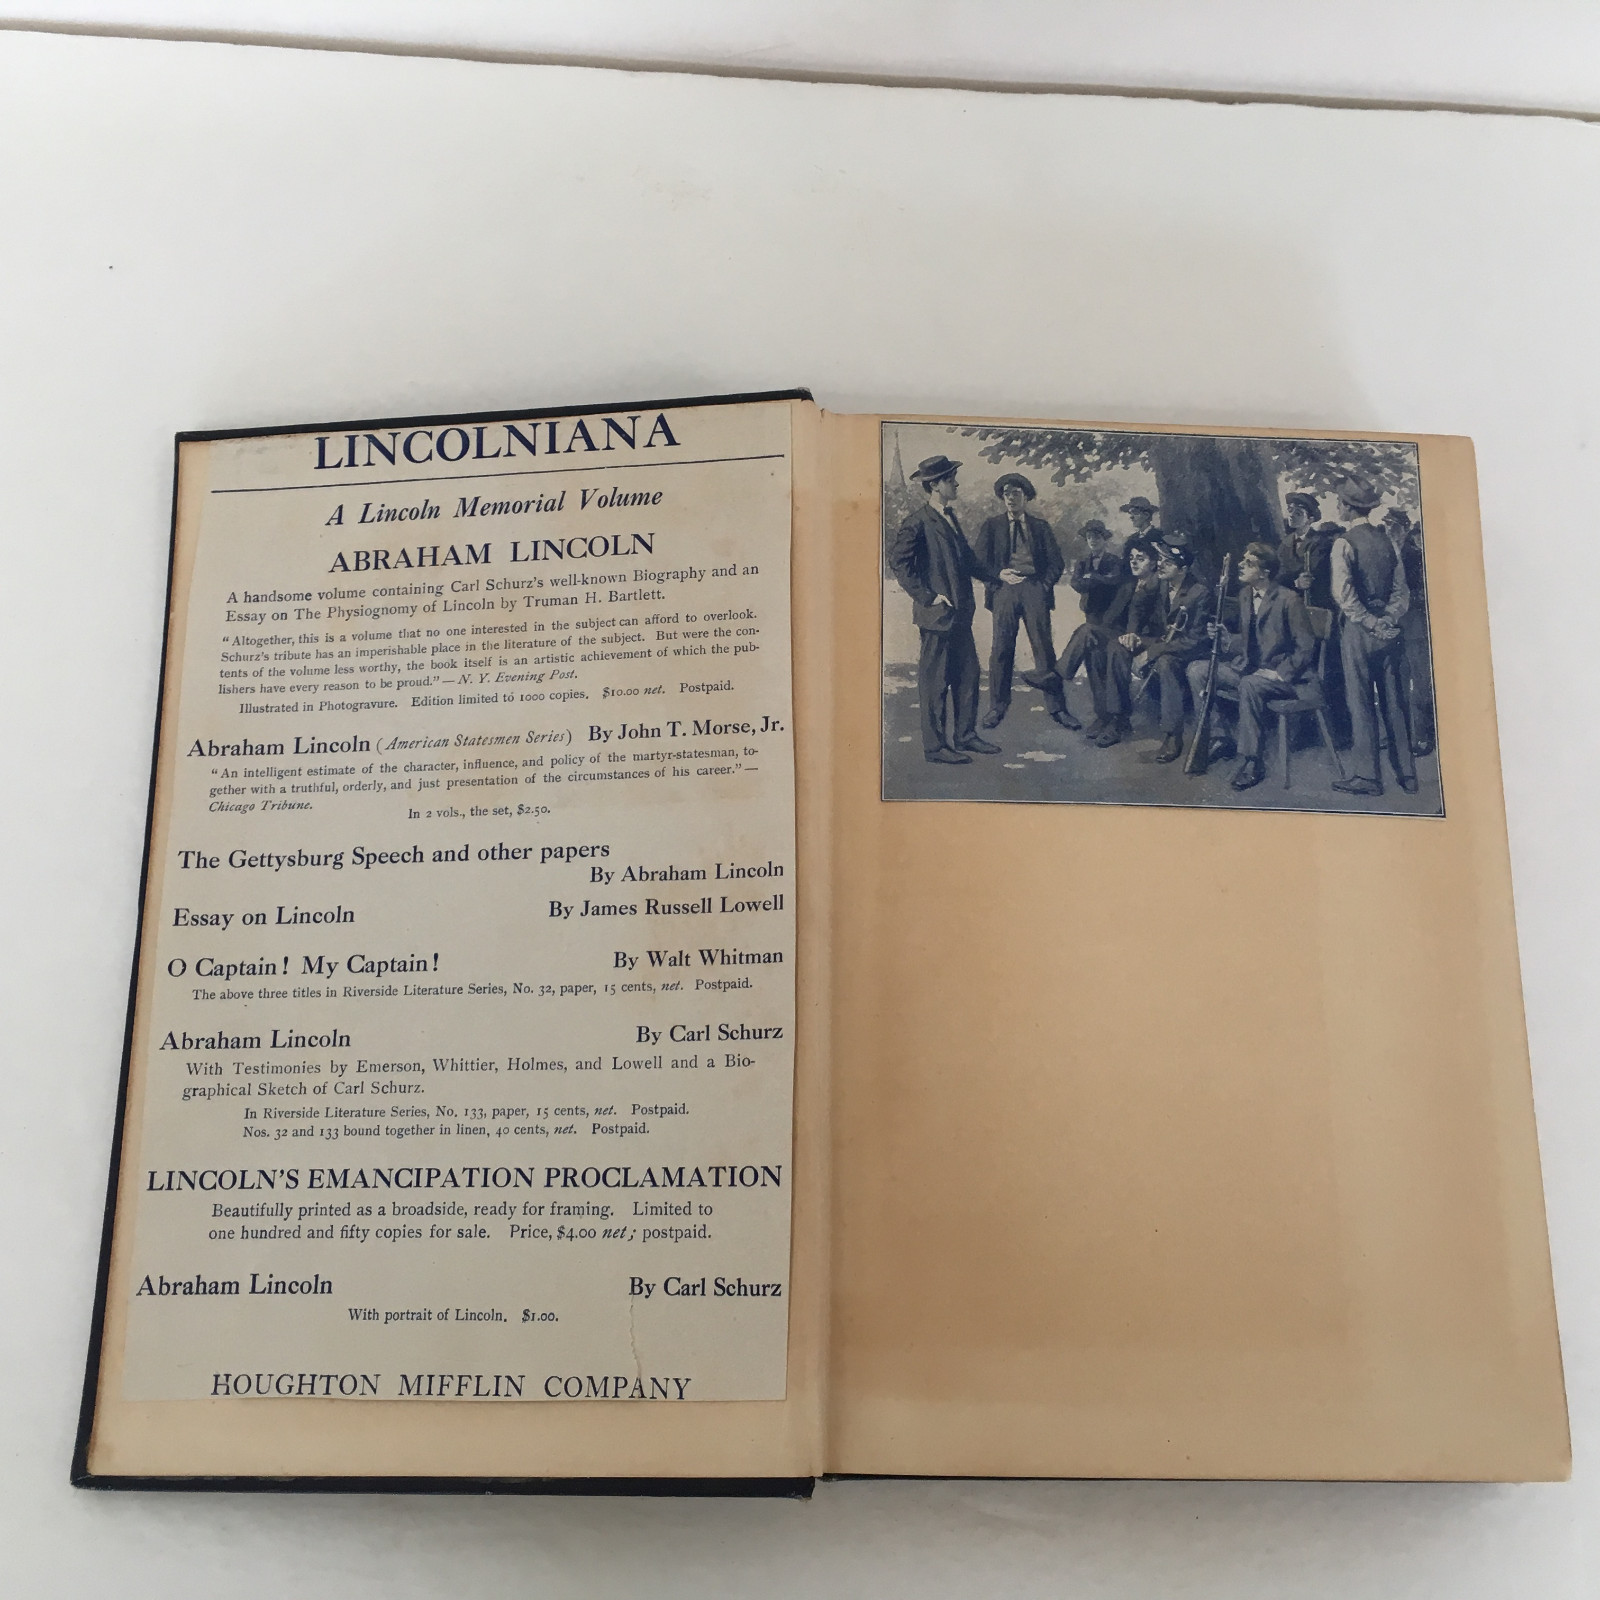 LINCOLNIANA
A Lincoln Memorial Volume
ABRAHAM LINCOLN
A handsome volume containing Carl Schurz's well-known Biography and an
Essay on The Physiognomy of Lincoln by Truman H. Bartlett.
"Altogether, this is a volume that no one interested in the subject can afford to overlook.
Schurz's tribute has an imperishable place in the literature of the subject. But were the con-
tents of the volume less worthy, the book itself is an artistic achievement of which the pub-
lishers have every reason to be proud." — N. Y. Evening Post.
Illustrated in Photogravure. Edition limited to 1000 copies. $10.00 net. Postpaid.
Abraham Lincoln (American Statesmen Series) By John T. Morse, Jr.
"An intelligent estimate of the character, influence, and policy of the martyr-statesman, to-
gether with a truthful, orderly, and just presentation of the circumstances of his career." —
Chicago Tribune. In 2 vols., the set, $2.50.
The Gettysburg Speech and other papers
By Abraham Lincoln
Essay on Lincoln By James Russell Lowell
O Captain! My Captain! By Walt Whitman
The above three titles in Riverside Literature Series, No. 32, paper, 15 cents, net. Postpaid.
Abraham Lincoln By Carl Schurz
With Testimonies by Emerson, Whittier, Holmes, and Lowell and a Bio-
graphical Sketch of Carl Schurz.
In Riverside Literature Series, No. 133, paper, 15 cents, net. Postpaid.
Nos. 32 and 133 bound together in linen, 40 cents, net. Postpaid.
LINCOLN'S EMANCIPATION PROCLAMATION
Beautifully printed as a broadside, ready for framing. Limited to
one hundred and fifty copies for sale. Price, $4.00 net; postpaid.
Abraham Lincoln By Carl Schurz
With portrait of Lincoln. $1.00.
HOUGHTON MIFFLIN COMPANY